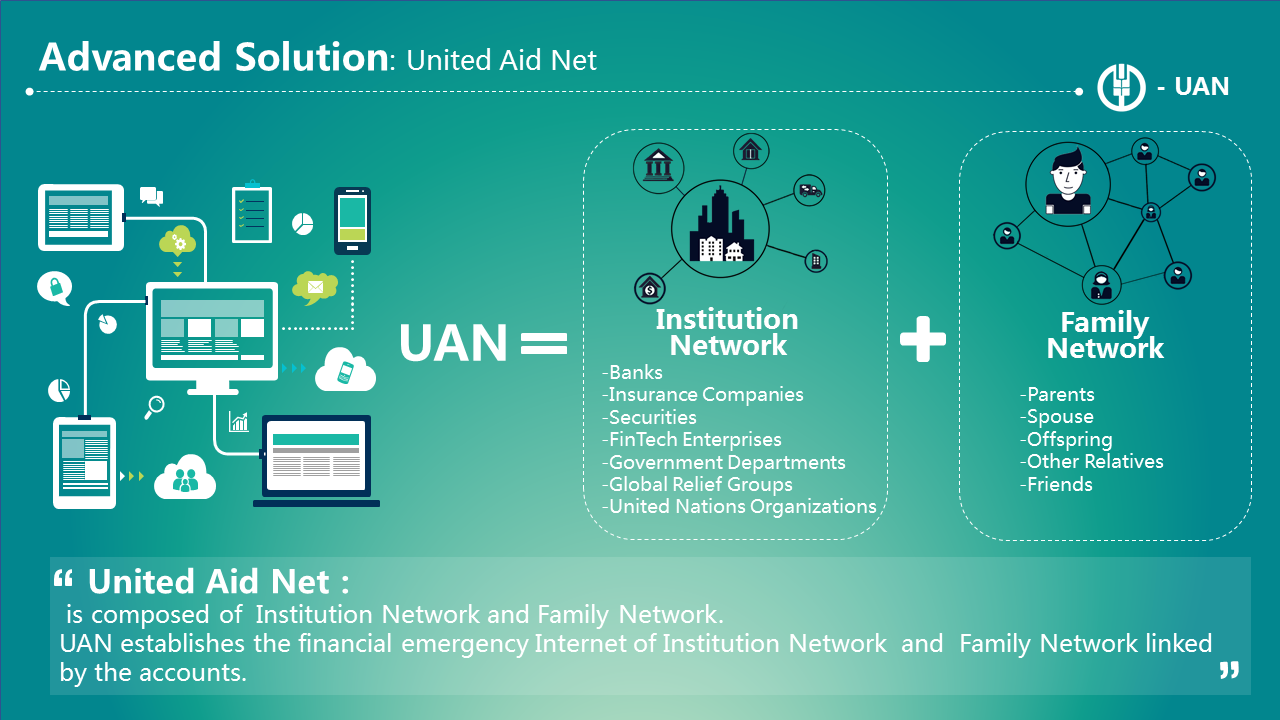 Advanced Solution: United Aid Net
- UAN
UAN =
Institution
Network
-Banks
-Insurance Companies
-Securities
-FinTech Enterprises
-Government Departments
-Global Relief Groups
-United Nations Organizations
+
Family
Network
-Parents
-Spouse
-Offspring
-Other Relatives
-Friends
“ United Aid Net :
is composed of Institution Network and Family Network.
UAN establishes the financial emergency Internet of Institution Network and Family Network linked
by the accounts. ”